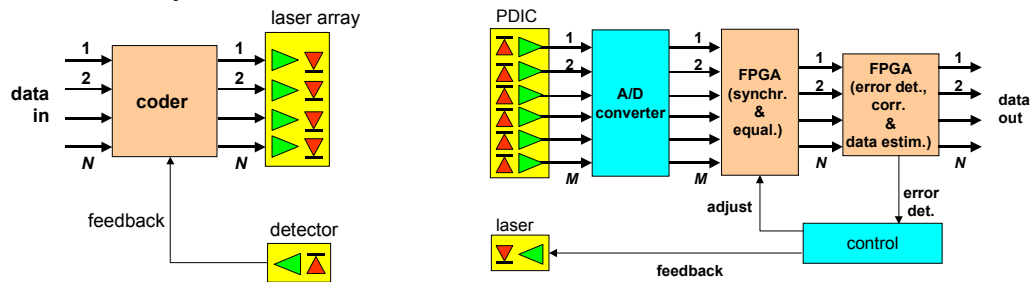 laser array
1
2
N
data
in
coder
1
2
N
feedback
detector
PDIC
1
2
M
A/D
converter
1
2
M
FPGA
(synchr.
&
equal.)
1
2
N
FPGA
(error det.,
corr.
&
data estim.)
1
2
N
data
out
adjust
error
det.
control
laser
feedback